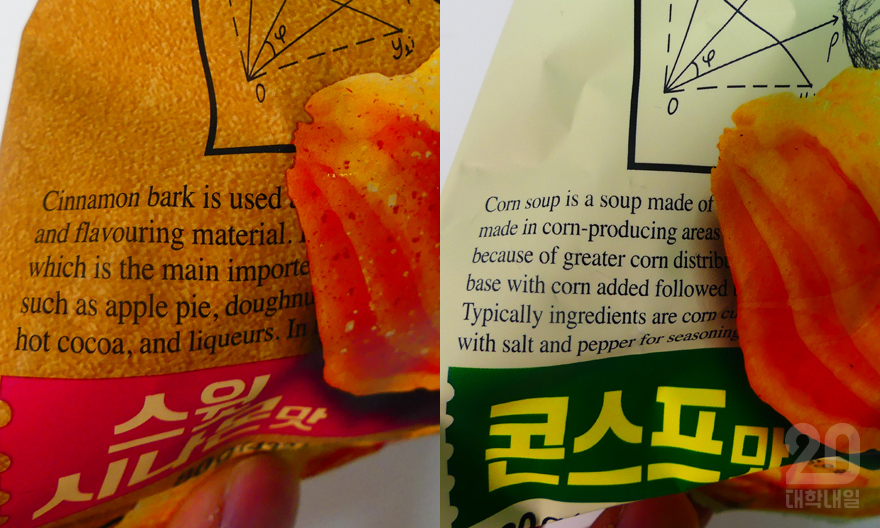 φ
O
Cinnamon bark is used
and flavouring material.
which is the main importe
such as apple pie, doughnu
hot cocoa, and liqueurs. In
스윗
시나몬맛
φ
ρ
O
Corn soup is a soup made of
made in corn-producing areas
because of greater corn distribu
base with corn added followed
Typically ingredients are corn
with salt and pepper for seasoning
콘스프맛
20
대학내일